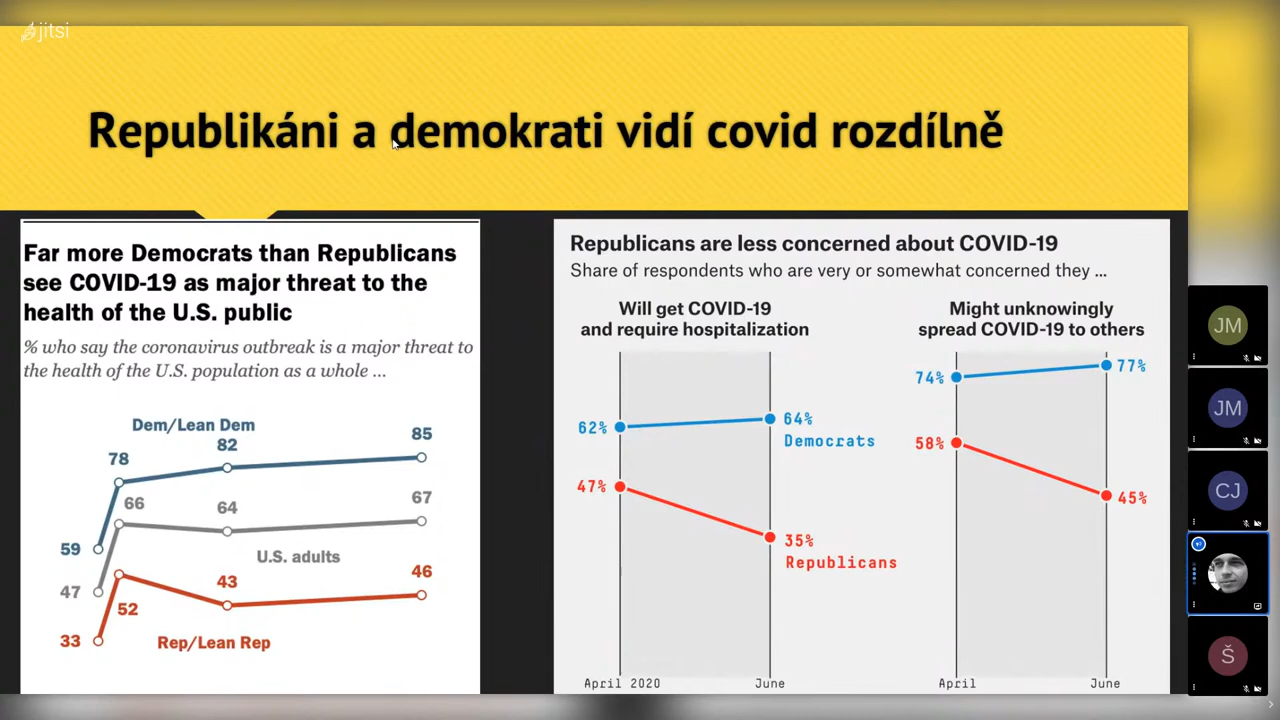 jitsi
Republikáni a demokrati vidí covid rozdílně
Far more Democrats than Republicans
see COVID-19 as major threat to the
health of the U.S. public
% who say the coronavirus outbreak is a major threat to
the health of the U.S. population as a whole ...
Dem/Lean Dem
59
78
82
85
47
66
64
67
U.S. adults
33
52
43
46
Rep/Lean Rep
Republicans are less concerned about COVID-19
Share of respondents who are very or somewhat concerned they ...
Will get COVID-19
and require hospitalization
62%
64%
Democrats
47%
35%
Republicans
April 2020
June
Might unknowingly
spread COVID-19 to others
74%
77%
58%
45%
April
June
JM
JM
CJ
Š